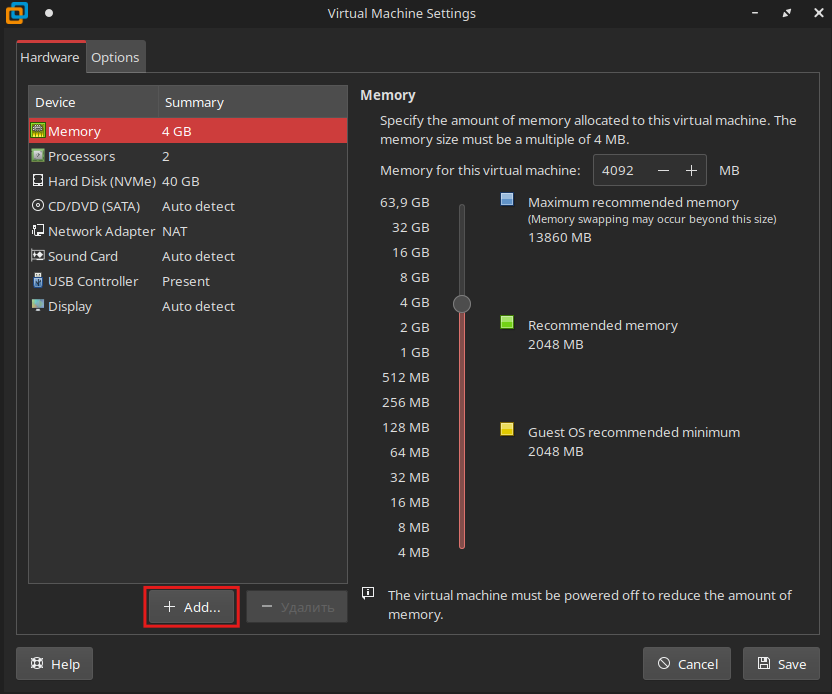 Virtual Machine Settings
Hardware
Options
Device Summary
Memory 4 GB
Processors 2
Hard Disk (NVMe) 40 GB
CD/DVD (SATA) Auto detect
Network Adapter NAT
Sound Card Auto detect
USB Controller Present
Display Auto detect
+ Add...
− Удалить
Memory
Specify the amount of memory allocated to this virtual machine. The
memory size must be a multiple of 4 MB.
Memory for this virtual machine: 4092 − + MB
63,9 GB
32 GB
16 GB
8 GB
4 GB
2 GB
1 GB
512 MB
256 MB
128 MB
64 MB
32 MB
16 MB
8 MB
4 MB
Maximum recommended memory
(Memory swapping may occur beyond this size)
13860 MB
Recommended memory
2048 MB
Guest OS recommended minimum
2048 MB
The virtual machine must be powered off to reduce the amount of
memory.
Help
Cancel
Save